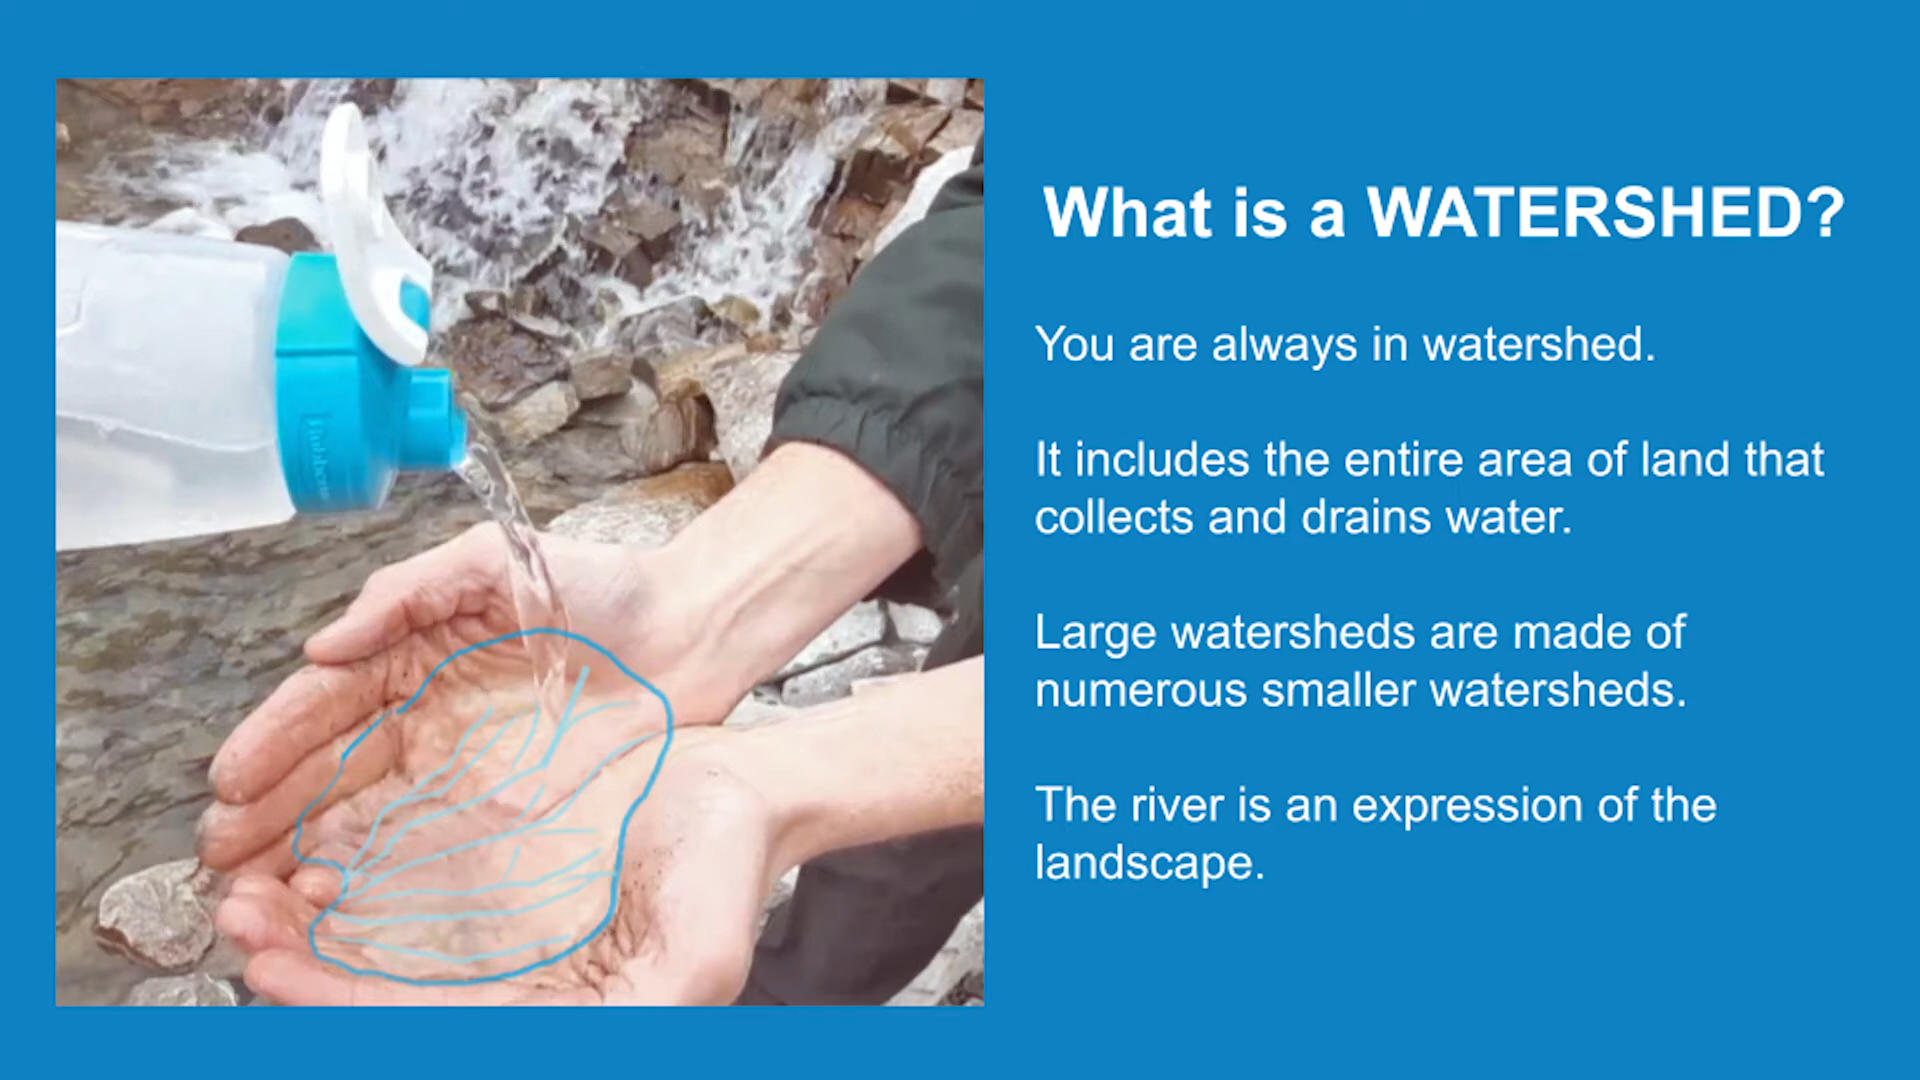 What is a WATERSHED?
You are always in watershed.
It includes the entire area of land that
collects and drains water.
Large watersheds are made of
numerous smaller watersheds.
The river is an expression of the
landscape.